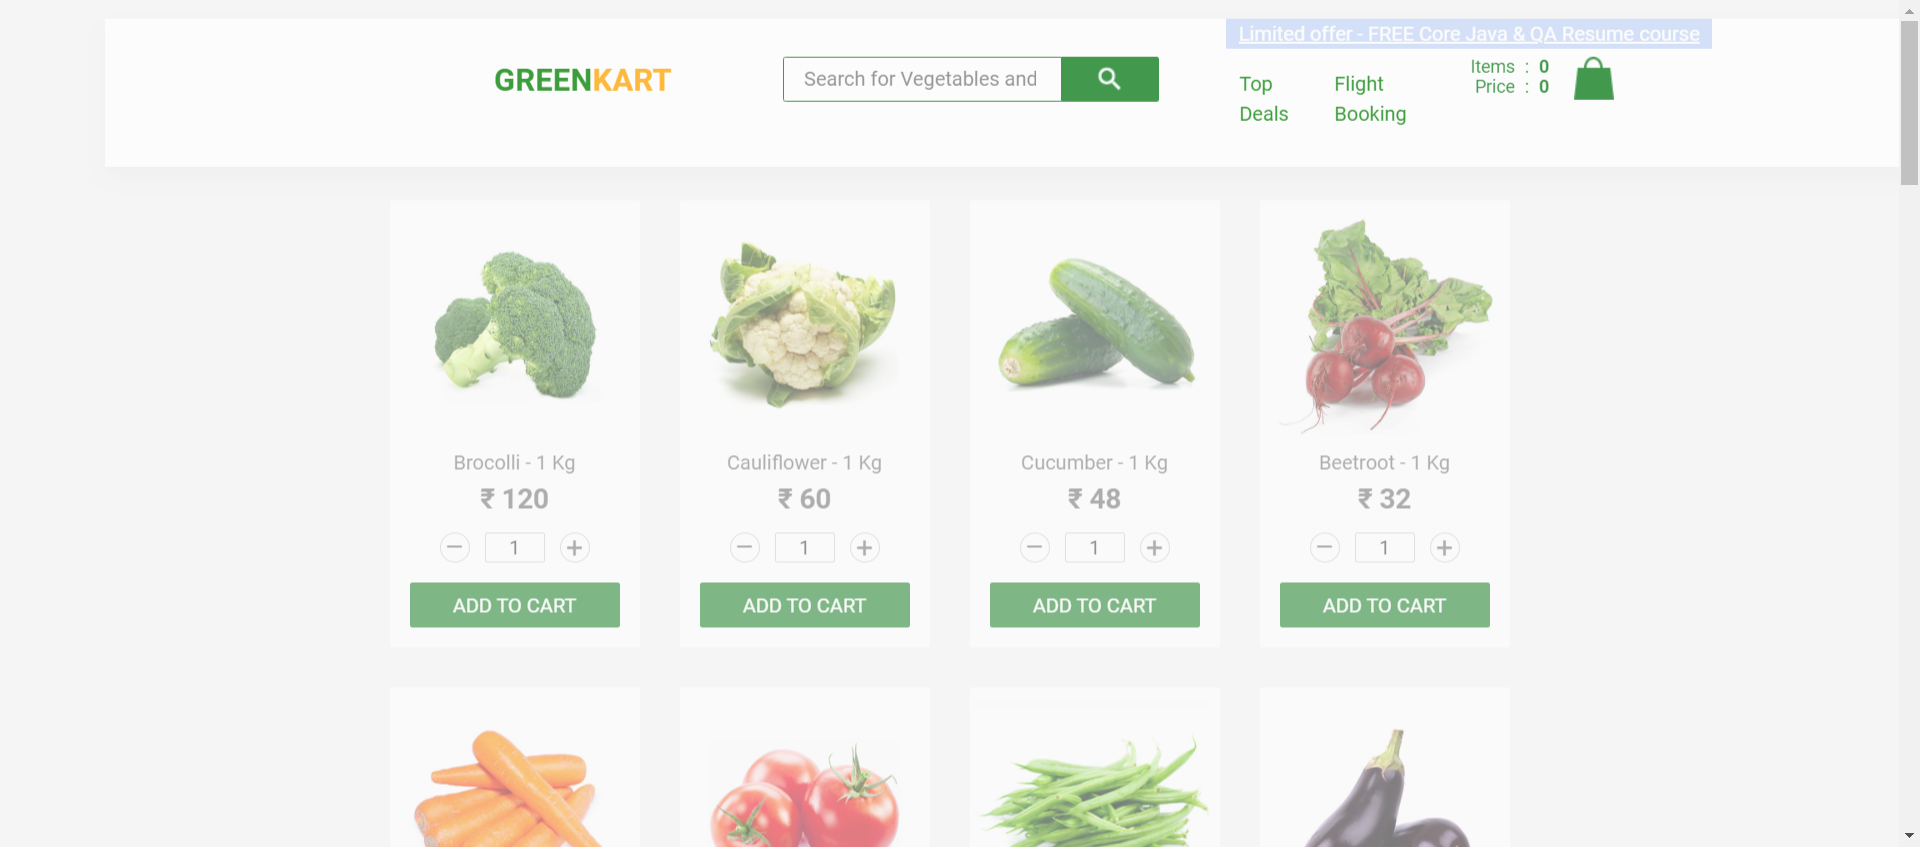 Limited offer - FREE Core Java & QA Resume course
GREENKART
Search for Vegetables and
Top
Deals
Flight
Booking
Items : 0
Price : 0
Brocolli - 1 Kg
₹ 120
1
ADD TO CART
Cauliflower - 1 Kg
₹ 60
1
ADD TO CART
Cucumber - 1 Kg
₹ 48
1
ADD TO CART
Beetroot - 1 Kg
₹ 32
1
ADD TO CART